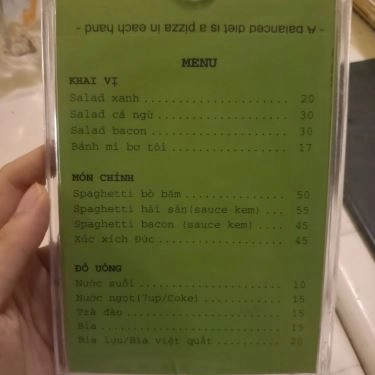 - A balanced diet is a pizza in each hand -
MENU
KHAI VỊ
Salad xanh .................... 20
Salad cá ngừ .................. 30
Salad bacon ................... 30
Bánh mì bơ tỏi ................ 17
MÓN CHÍNH
Spaghetti bò băm .............. 50
Spaghetti hải sản(sauce kem) ... 55
Spaghetti bacon (sauce kem) .... 45
Xúc xích Đức .................. 45
ĐỒ UỐNG
Nước suối ..................... 10
Nước ngọt(7up/Coke) ........... 15
Trà đào ....................... 15
Bia ........................... 15
Bia lựu/Bia việt quất ......... 20